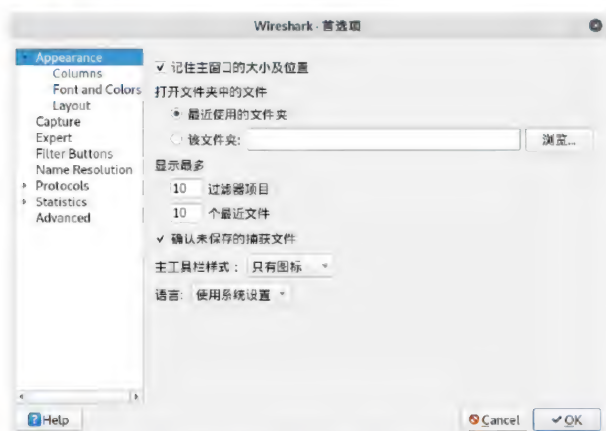 Wireshark · 首选项
Appearance
Columns
Font and Colors
Layout
Capture
Expert
Filter Buttons
Name Resolution
Protocols
Statistics
Advanced
记住主窗口的大小及位置
打开文件夹中的文件
最近使用的文件夹
该文件夹:
浏览...
显示最多
10 过滤器项目
10 个最近文件
确认未保存的捕获文件
主工具栏样式: 只有图标
语言: 使用系统设置
Help
Cancel
OK